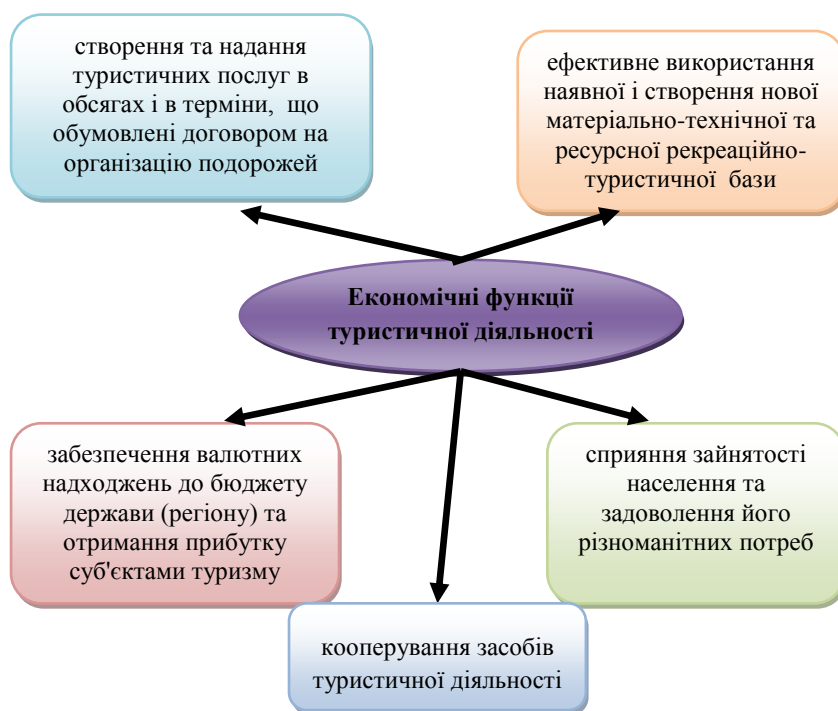 створення та надання
туристичних послуг в
обсягах і в терміни, що
обумовлені договором на
організацію подорожей
ефективне використання
наявної і створення нової
матеріально-технічної та
ресурсної рекреаційно-
туристичної бази
Економічні функції
туристичної діяльності
забезпечення валютних
надходжень до бюджету
держави (регіону) та
отримання прибутку
суб'єктами туризму
сприяння зайнятості
населення та
задоволення його
різноманітних потреб
кооперування засобів
туристичної діяльності